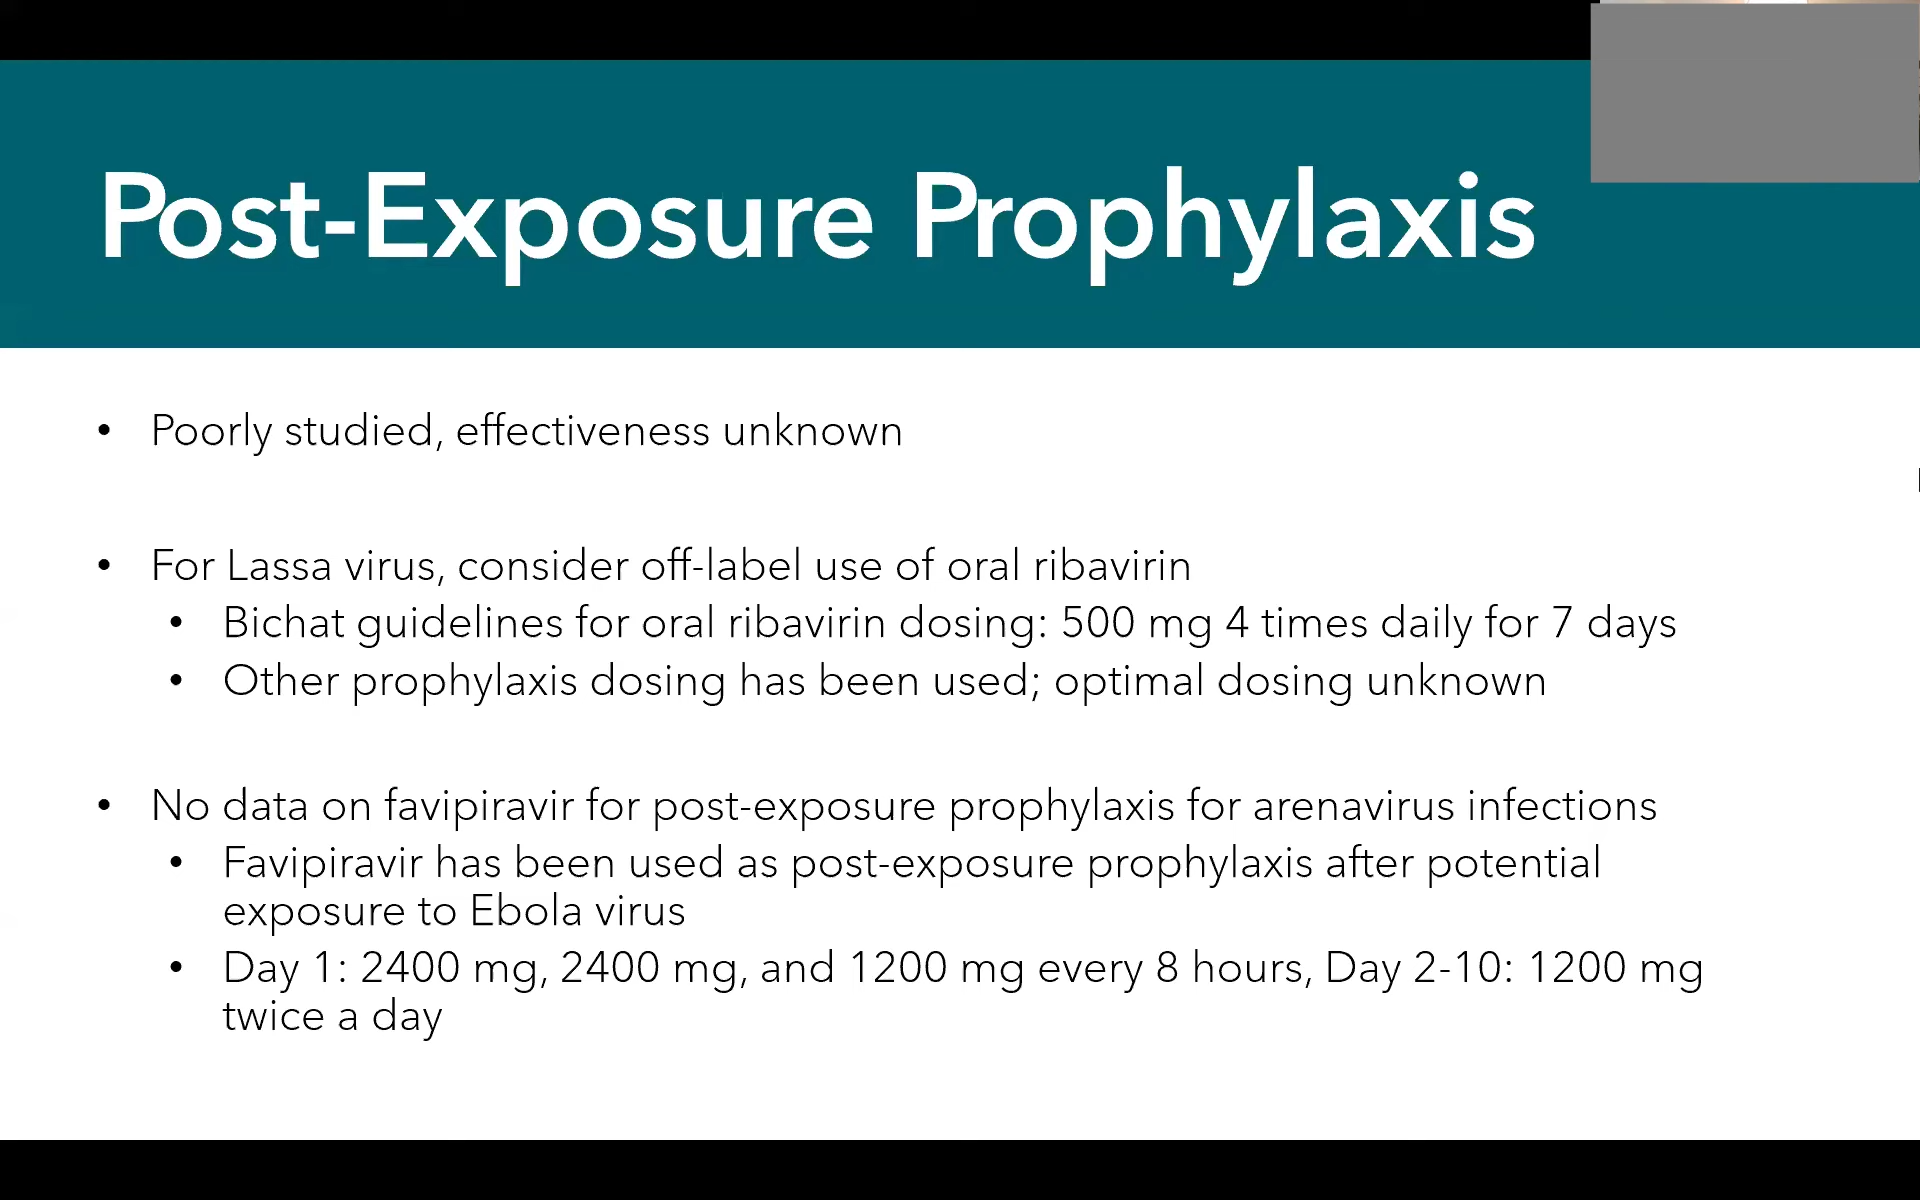 Post-Exposure Prophylaxis
• Poorly studied, effectiveness unknown
• For Lassa virus, consider off-label use of oral ribavirin
• Bichat guidelines for oral ribavirin dosing: 500 mg 4 times daily for 7 days
• Other prophylaxis dosing has been used; optimal dosing unknown
• No data on favipiravir for post-exposure prophylaxis for arenavirus infections
• Favipiravir has been used as post-exposure prophylaxis after potential
exposure to Ebola virus
• Day 1: 2400 mg, 2400 mg, and 1200 mg every 8 hours, Day 2-10: 1200 mg
twice a day